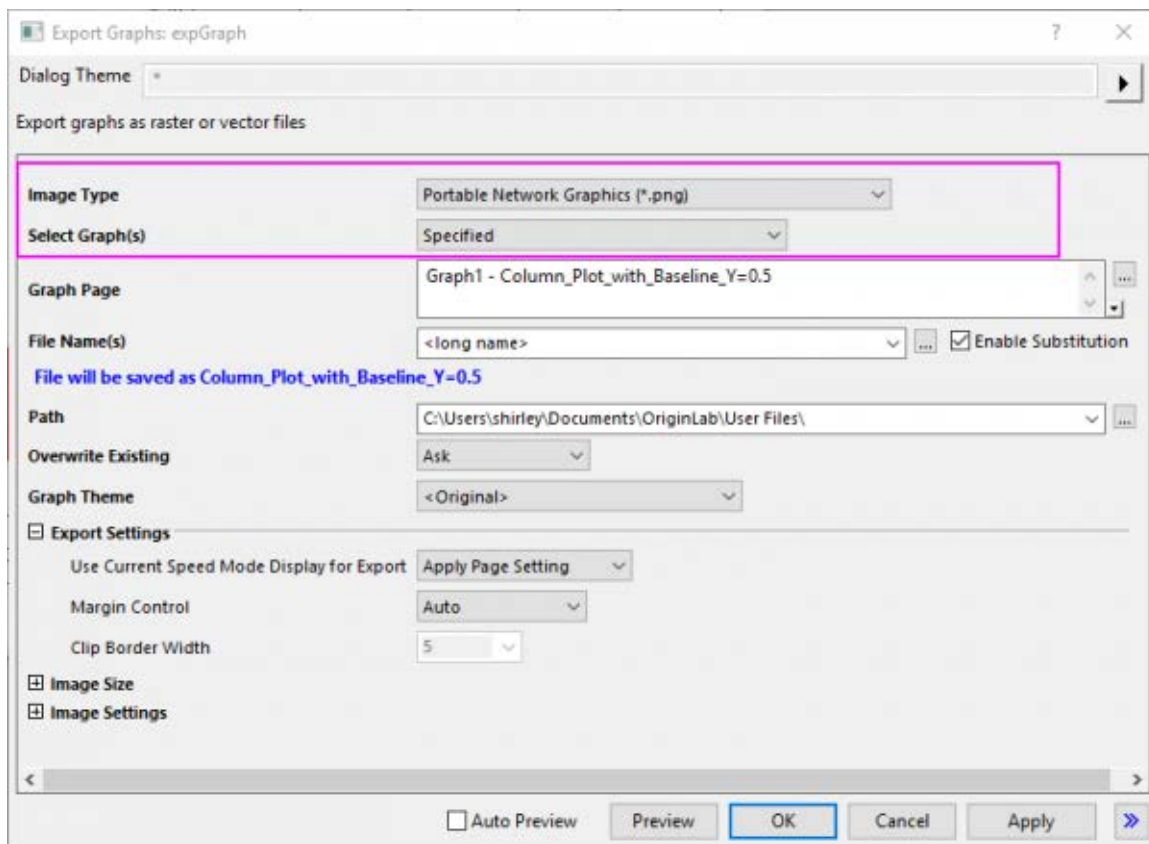 Export Graphs: expGraph ?
Dialog Theme *
Export graphs as raster or vector files
Image Type Portable Network Graphics (*.png)
Select Graph(s) Specified
Graph Page Graph1 - Column_Plot_with_Baseline_Y=0.5 ...
File Name(s) <long name> ... Enable Substitution
File will be saved as Column_Plot_with_Baseline_Y=0.5
Path C:\Users\shirley\Documents\OriginLab\User Files\ ...
Overwrite Existing Ask
Graph Theme <Original>
Export Settings
Use Current Speed Mode Display for Export Apply Page Setting
Margin Control Auto
Clip Border Width 5
Image Size
Image Settings
Auto Preview Preview OK Cancel Apply